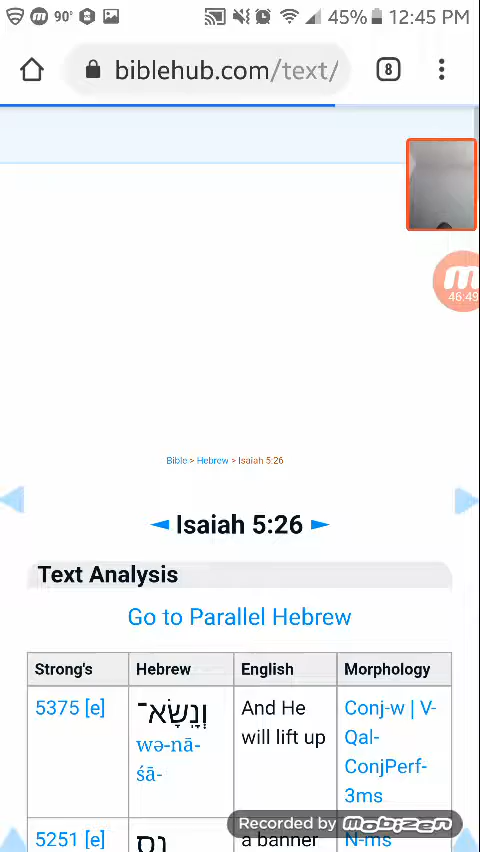 90° 45% 12:45 PM
biblehub.com/text/ 8
46:49
Bible > Hebrew > Isaiah 5:26
◄ Isaiah 5:26 ►
Text Analysis
Go to Parallel Hebrew
Strong's Hebrew English Morphology
5375 [e] וְנָשָׂא־ And He Conj-w | V-
wə-nā- will lift up Qal-
śā- ConjPerf-
3ms
5251 [e] נס a banner N-ms
Recorded by mobizen